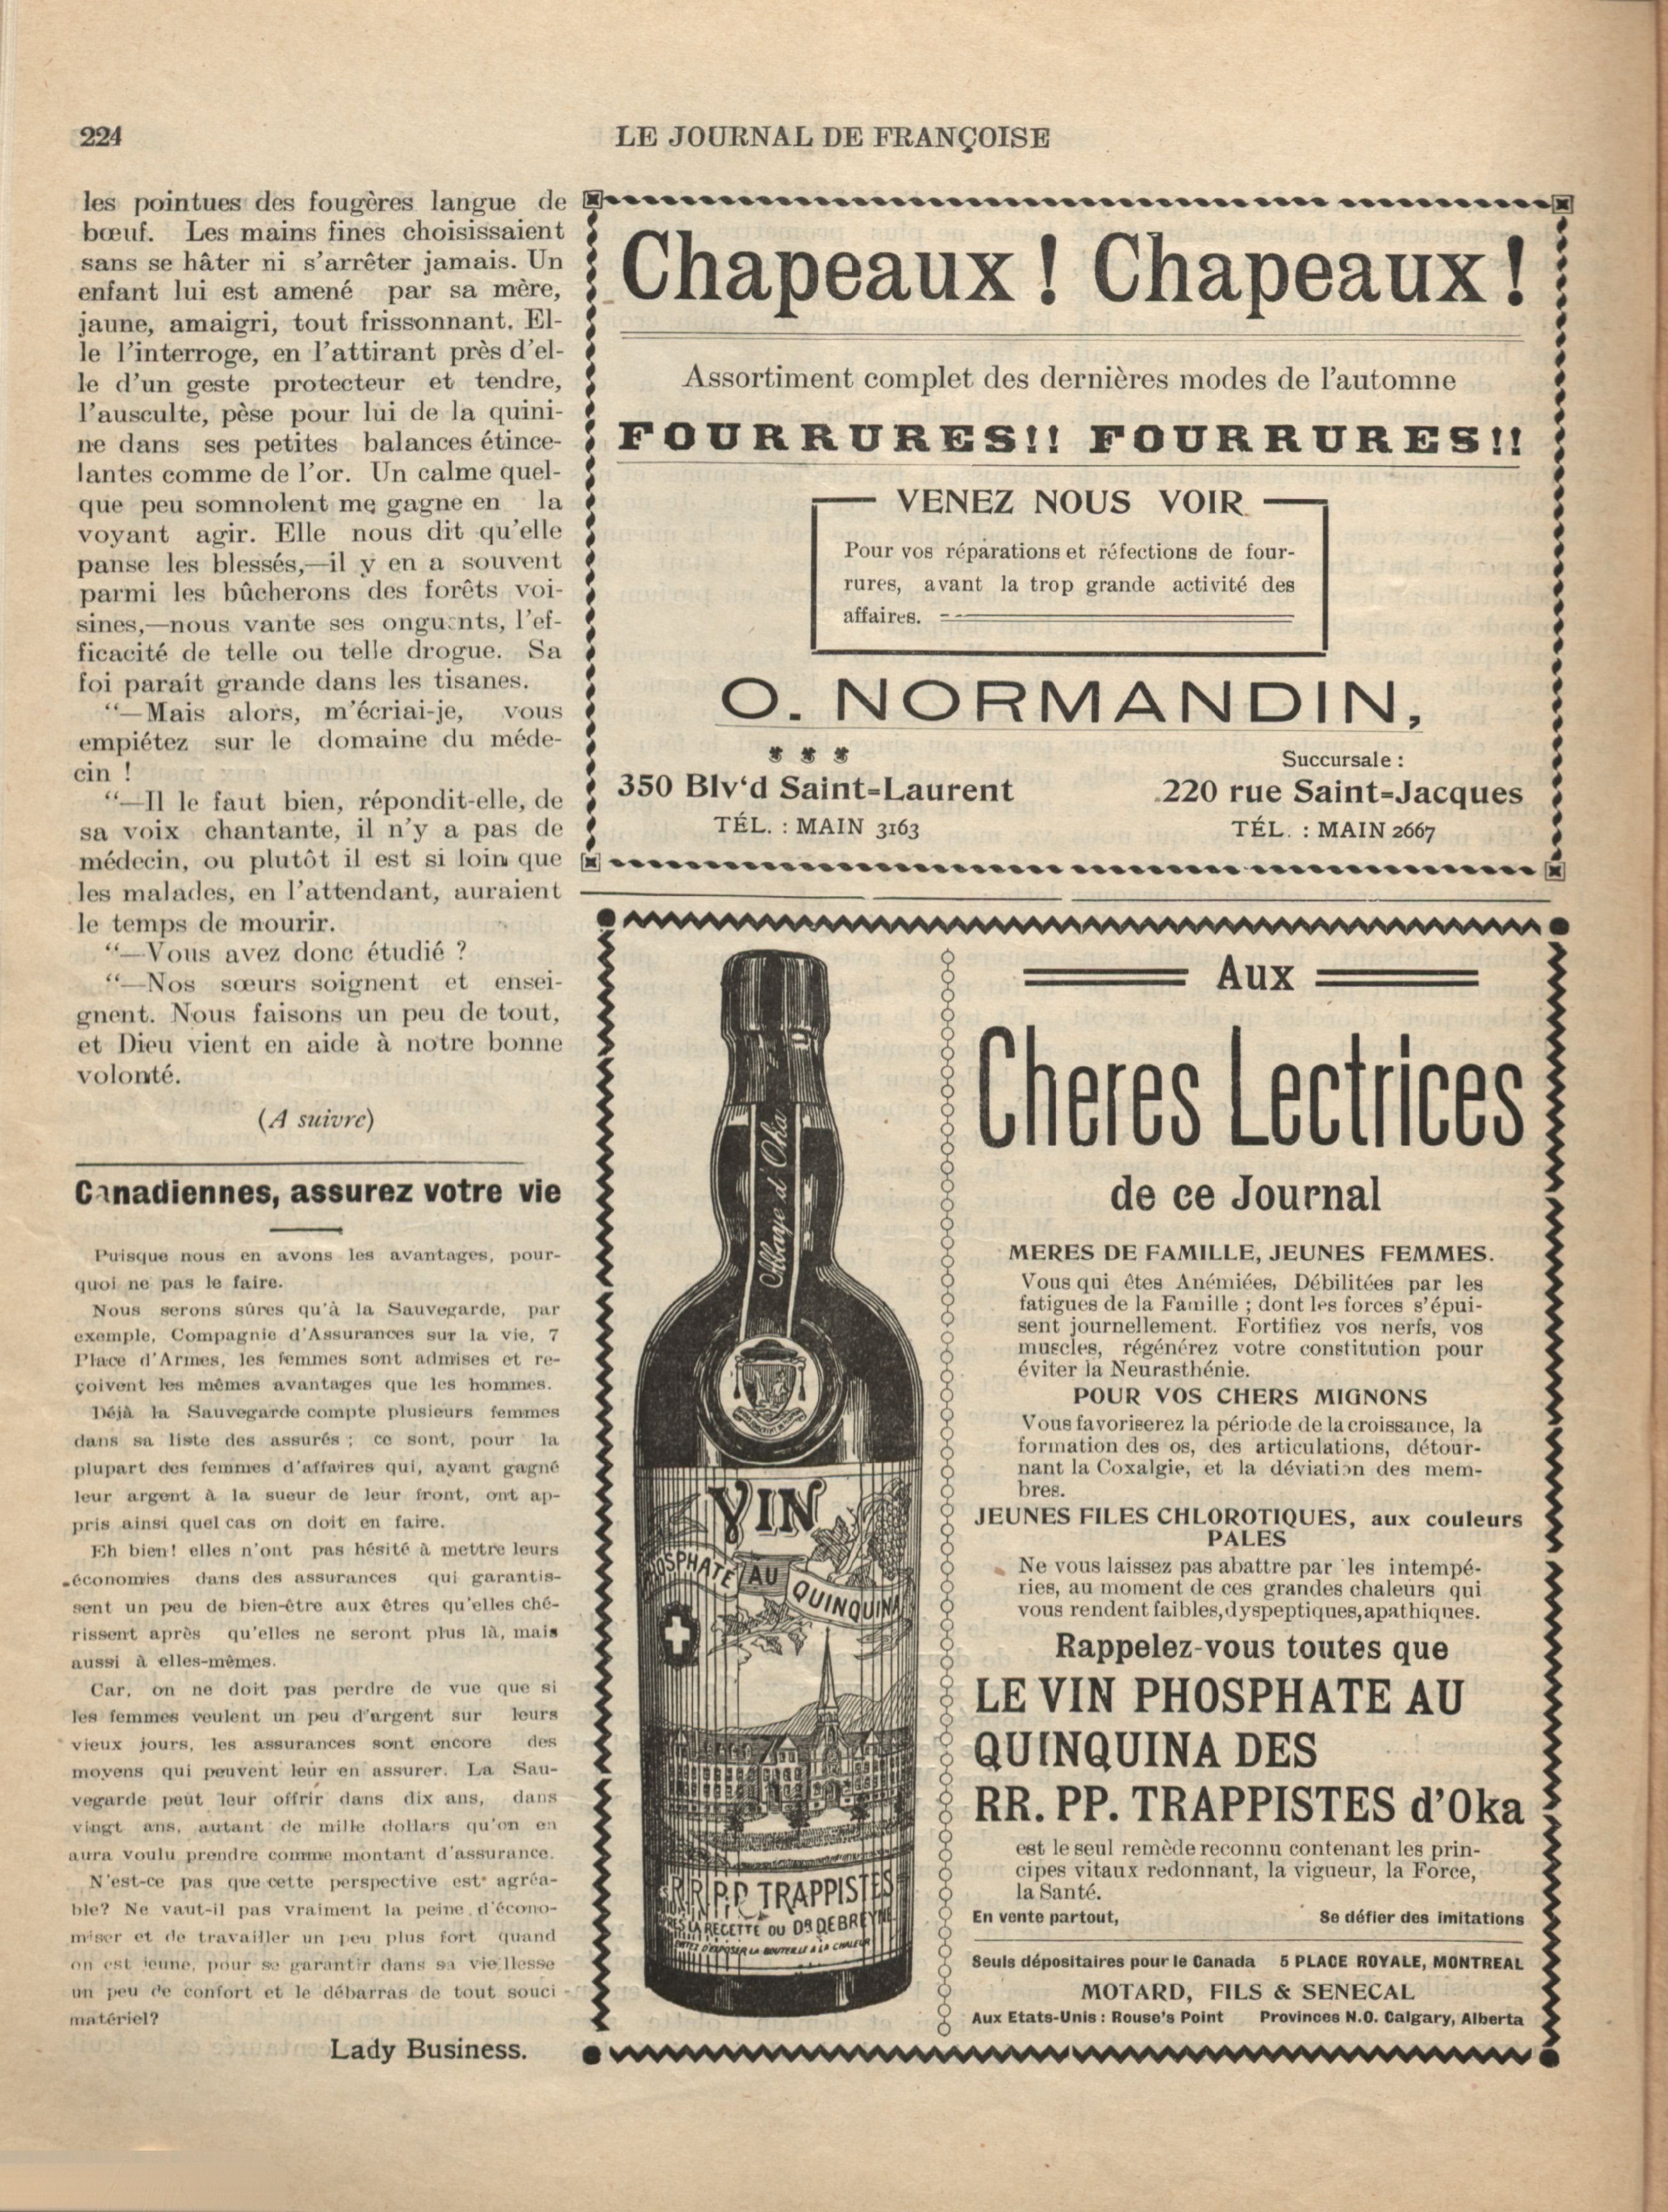 224
LE JOURNAL DE FRANÇOISE
les pointues des fougères langue de
bœuf. Les mains fines choisissaient
sans se hâter ni s'arrêter jamais. Un
enfant lui est amené par sa mère,
jaune, amaigri, tout frissonnant. El-
le l'interroge, en l'attirant près d'el-
le d'un geste protecteur et tendre,
l'ausculte, pèse pour lui de la quini-
ne dans ses petites balances étince-
lantes comme de l'or. Un calme quel-
que peu somnolent me gagne en la
voyant agir. Elle nous dit qu'elle
panse les blessés,—il y en a souvent
parmi les bûcherons des forêts voi-
sines,—nous vante ses onguents, l'ef-
ficacité de telle ou telle drogue. Sa
foi paraît grande dans les tisanes.
"—Mais alors, m'écriai-je, vous
empiétez sur le domaine du méde-
cin !
"—Il le faut bien, répondit-elle, de
sa voix chantante, il n'y a pas de
médecin, ou plutôt il est si loin que
les malades, en l'attendant, auraient
le temps de mourir.
"—Vous avez donc étudié ?
"—Nos sœurs soignent et ensei-
gnent. Nous faisons un peu de tout,
et Dieu vient en aide à notre bonne
volonté.
(A suivre)
Canadiennes, assurez votre vie
Puisque nous en avons les avantages, pour-
quoi ne pas le faire.
Nous serons sûres qu'à la Sauvegarde, par
exemple, Compagnie d'Assurances sur la vie, 7
Place d'Armes, les femmes sont admises et re-
çoivent les mêmes avantages que les hommes.
Déjà la Sauvegarde compte plusieurs femmes
dans sa liste des assurés ; ce sont, pour la
plupart des femmes d'affaires qui, ayant gagné
leur argent à la sueur de leur front, ont ap-
pris ainsi quel cas on doit en faire.
Eh bien! elles n'ont pas hésité à mettre leurs
économies dans des assurances qui garantis-
sent un peu de bien-être aux êtres qu'elles ché-
rissent après qu'elles ne seront plus là, mais
aussi à elles-mêmes.
Car, on ne doit pas perdre de vue que si
les femmes veulent un peu d'argent sur leurs
vieux jours, les assurances sont encore des
moyens qui peuvent leur en assurer. La Sau-
vegarde peut leur offrir dans dix ans, dans
vingt ans, autant de mille dollars qu'on en
aura voulu prendre comme montant d'assurance.
N'est-ce pas que cette perspective est agréa-
ble? Ne vaut-il pas vraiment la peine d'écono-
miser et de travailler un peu plus fort quand
on est jeune, pour se garantir dans sa vieillesse
un peu de confort et le débarras de tout souci
matériel?
Lady Business.
Chapeaux ! Chapeaux !
Assortiment complet des dernières modes de l'automne
FOURRURES!! FOURRURES!!
VENEZ NOUS VOIR
Pour vos réparations et réfections de four-
rures, avant la trop grande activité des
affaires.
O. NORMANDIN,
350 Blv'd Saint-Laurent
TÉL. : MAIN 3163
Succursale :
220 rue Saint-Jacques
TÉL. : MAIN 2667
Abbaye d'Oka
VIN
PHOSPHATE AU QUINQUINA
R.R.P.P. TRAPPISTES
LA RECETTE DU DR DEBREYNE
D'EXPOSER LA BOUTEILLE A LA CHALEUR
Aux
Cheres Lectrices
de ce Journal
MERES DE FAMILLE, JEUNES FEMMES.
Vous qui êtes Anémiées, Débilitées par les
fatigues de la Famille ; dont les forces s'épui-
sent journellement. Fortifiez vos nerfs, vos
muscles, régénérez votre constitution pour
éviter la Neurasthénie.
POUR VOS CHERS MIGNONS
Vous favoriserez la période de la croissance, la
formation des os, des articulations, détour-
nant la Coxalgie, et la déviation des mem-
bres.
JEUNES FILES CHLOROTIQUES, aux couleurs
PALES
Ne vous laissez pas abattre par les intempé-
ries, au moment de ces grandes chaleurs qui
vous rendent faibles, dyspeptiques, apathiques.
Rappelez-vous toutes que
LE VIN PHOSPHATE AU
QUINQUINA DES
RR. PP. TRAPPISTES d'Oka
est le seul remède reconnu contenant les prin-
cipes vitaux redonnant, la vigueur, la Force,
la Santé.
En vente partout, Se défier des imitations
Seuls dépositaires pour le Canada 5 PLACE ROYALE, MONTREAL
MOTARD, FILS & SENECAL
Aux Etats-Unis : Rouse's Point Provinces N.O. Calgary, Alberta